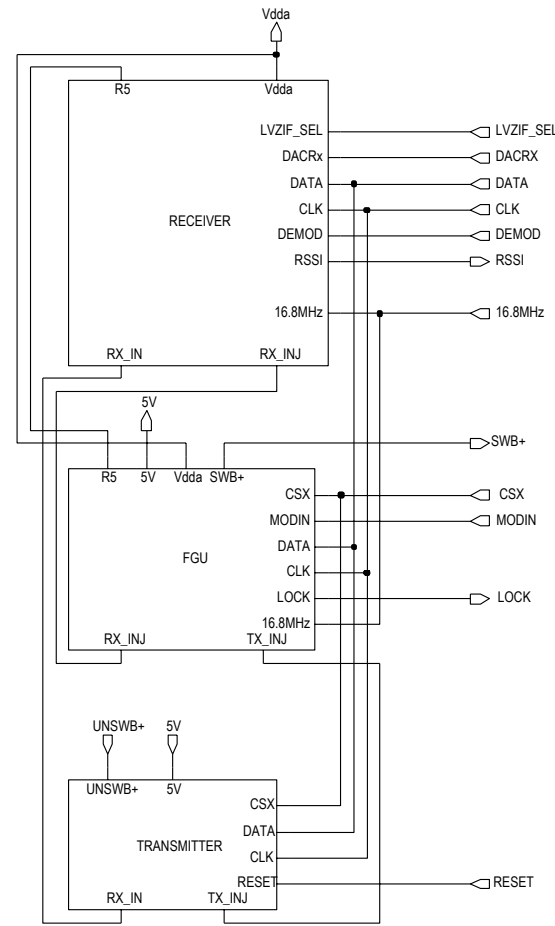 Vdda
R5 Vdda
LVZIF_SEL LVZIF_SEL
DACRx DACRX
DATA DATA
CLK CLK
RECEIVER
DEMOD DEMOD
RSSI RSSI
16.8MHz 16.8MHz
RX_IN RX_INJ
5V
SWB+
R5 5V Vdda SWB+
CSX CSX
MODIN MODIN
DATA
FGU
CLK
LOCK LOCK
16.8MHz
RX_INJ TX_INJ
UNSWB+ 5V
UNSWB+ 5V
CSX
DATA
TRANSMITTER
CLK
RESET RESET
RX_IN TX_INJ